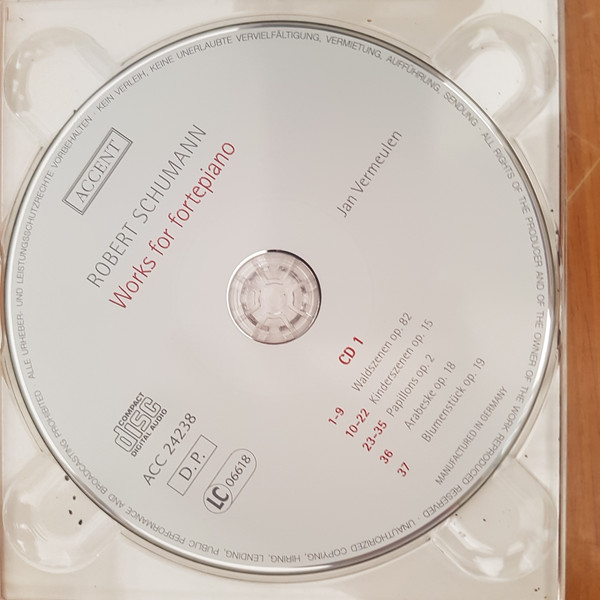 ACCENT
ROBERT SCHUMANN
Works for fortepiano
Jan Vermeulen
CD 1
1-9 Waldszenen op. 82
10-22 Kinderszenen op. 15
23-35 Papillons op. 2
36 Arabeske op. 18
37 Blumenstück op. 19
COMPACT
disc
DIGITAL AUDIO
ACC 24238
D.P.
LC 06618
MANUFACTURED IN GERMANY
ALLE URHEBER- UND LEISTUNGSSCHUTZRECHTE VORBEHALTEN · KEIN VERLEIH, KEINE UNERLAUBTE VERVIELFÄLTIGUNG, VERMIETUNG, AUFFÜHRUNG, SENDUNG · ALL RIGHTS OF THE PRODUCER AND OF THE OWNER OF THE WORK REPRODUCED RESERVED · UNAUTHORIZED COPYING, HIRING, LENDING, PUBLIC PERFORMANCE AND BROADCASTING PROHIBITED